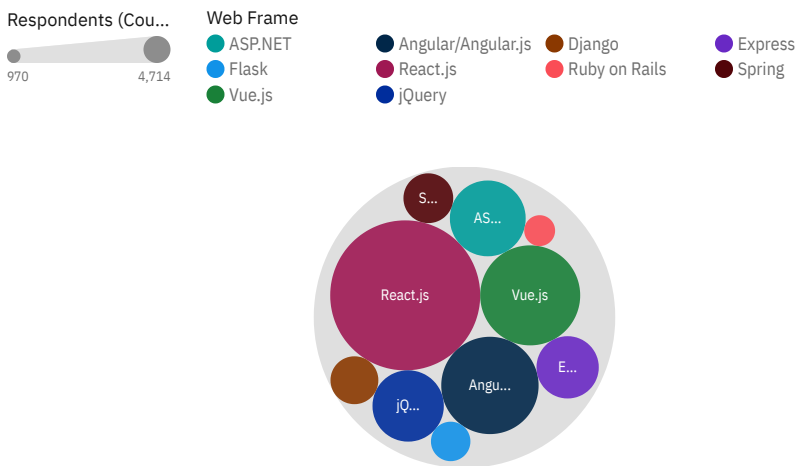 Respondents (Cou...
970
4,714
Web Frame
ASP.NET
Angular/Angular.js
Django
Express
Flask
React.js
Ruby on Rails
Spring
Vue.js
jQuery
S...
AS...
React.js
Vue.js
E...
Angu...
jQ...